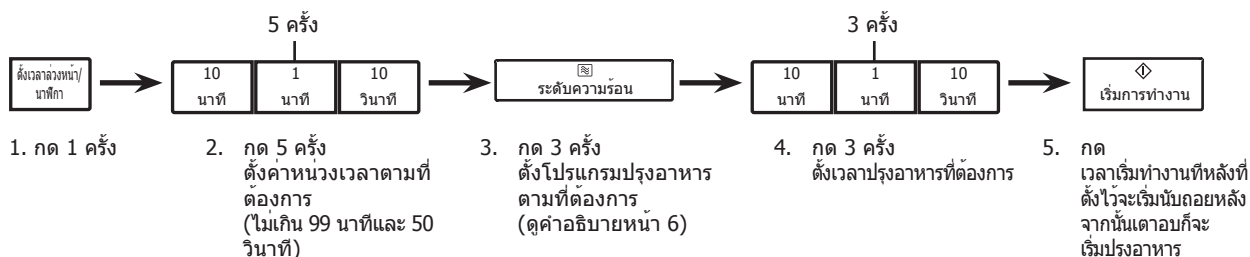 5 ครั้ง
3 ครั้ง
ตั้งเวลาล่วงหน้า/
นาฬิกา
10
นาที
1
นาที
10
วินาที
ระดับความร้อน
10
นาที
1
นาที
10
วินาที
เริ่มการทำงาน
1. กด 1 ครั้ง
2. กด 5 ครั้ง
ตั้งค่าหน่วงเวลาตามที่
ต้องการ
(ไม่เกิน 99 นาทีและ 50
วินาที)
3. กด 3 ครั้ง
ตั้งโปรแกรมปรุงอาหาร
ตามที่ต้องการ
(ดูคำอธิบายหน้า 6)
4. กด 3 ครั้ง
ตั้งเวลาปรุงอาหารที่ต้องการ
5. กด
เวลาเริ่มทำงานทีหลังที่
ตั้งไว้จะเริ่มนับถอยหลัง
จากนั้นเตาอบก็จะ
เริ่มปรุงอาหาร